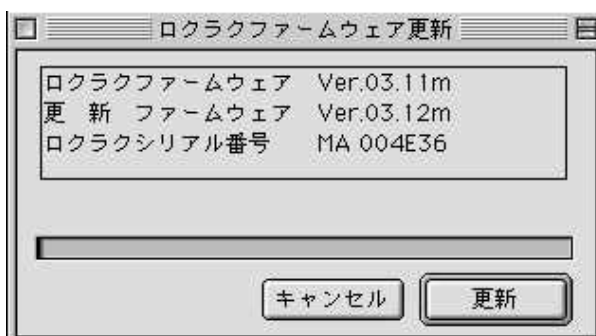 ロクラクファームウェア更新
ロクラクファームウェア Ver.03.11m
更 新 ファームウェア Ver.03.12m
ロクラクシリアル番号 MA 004E36
キャンセル 更新